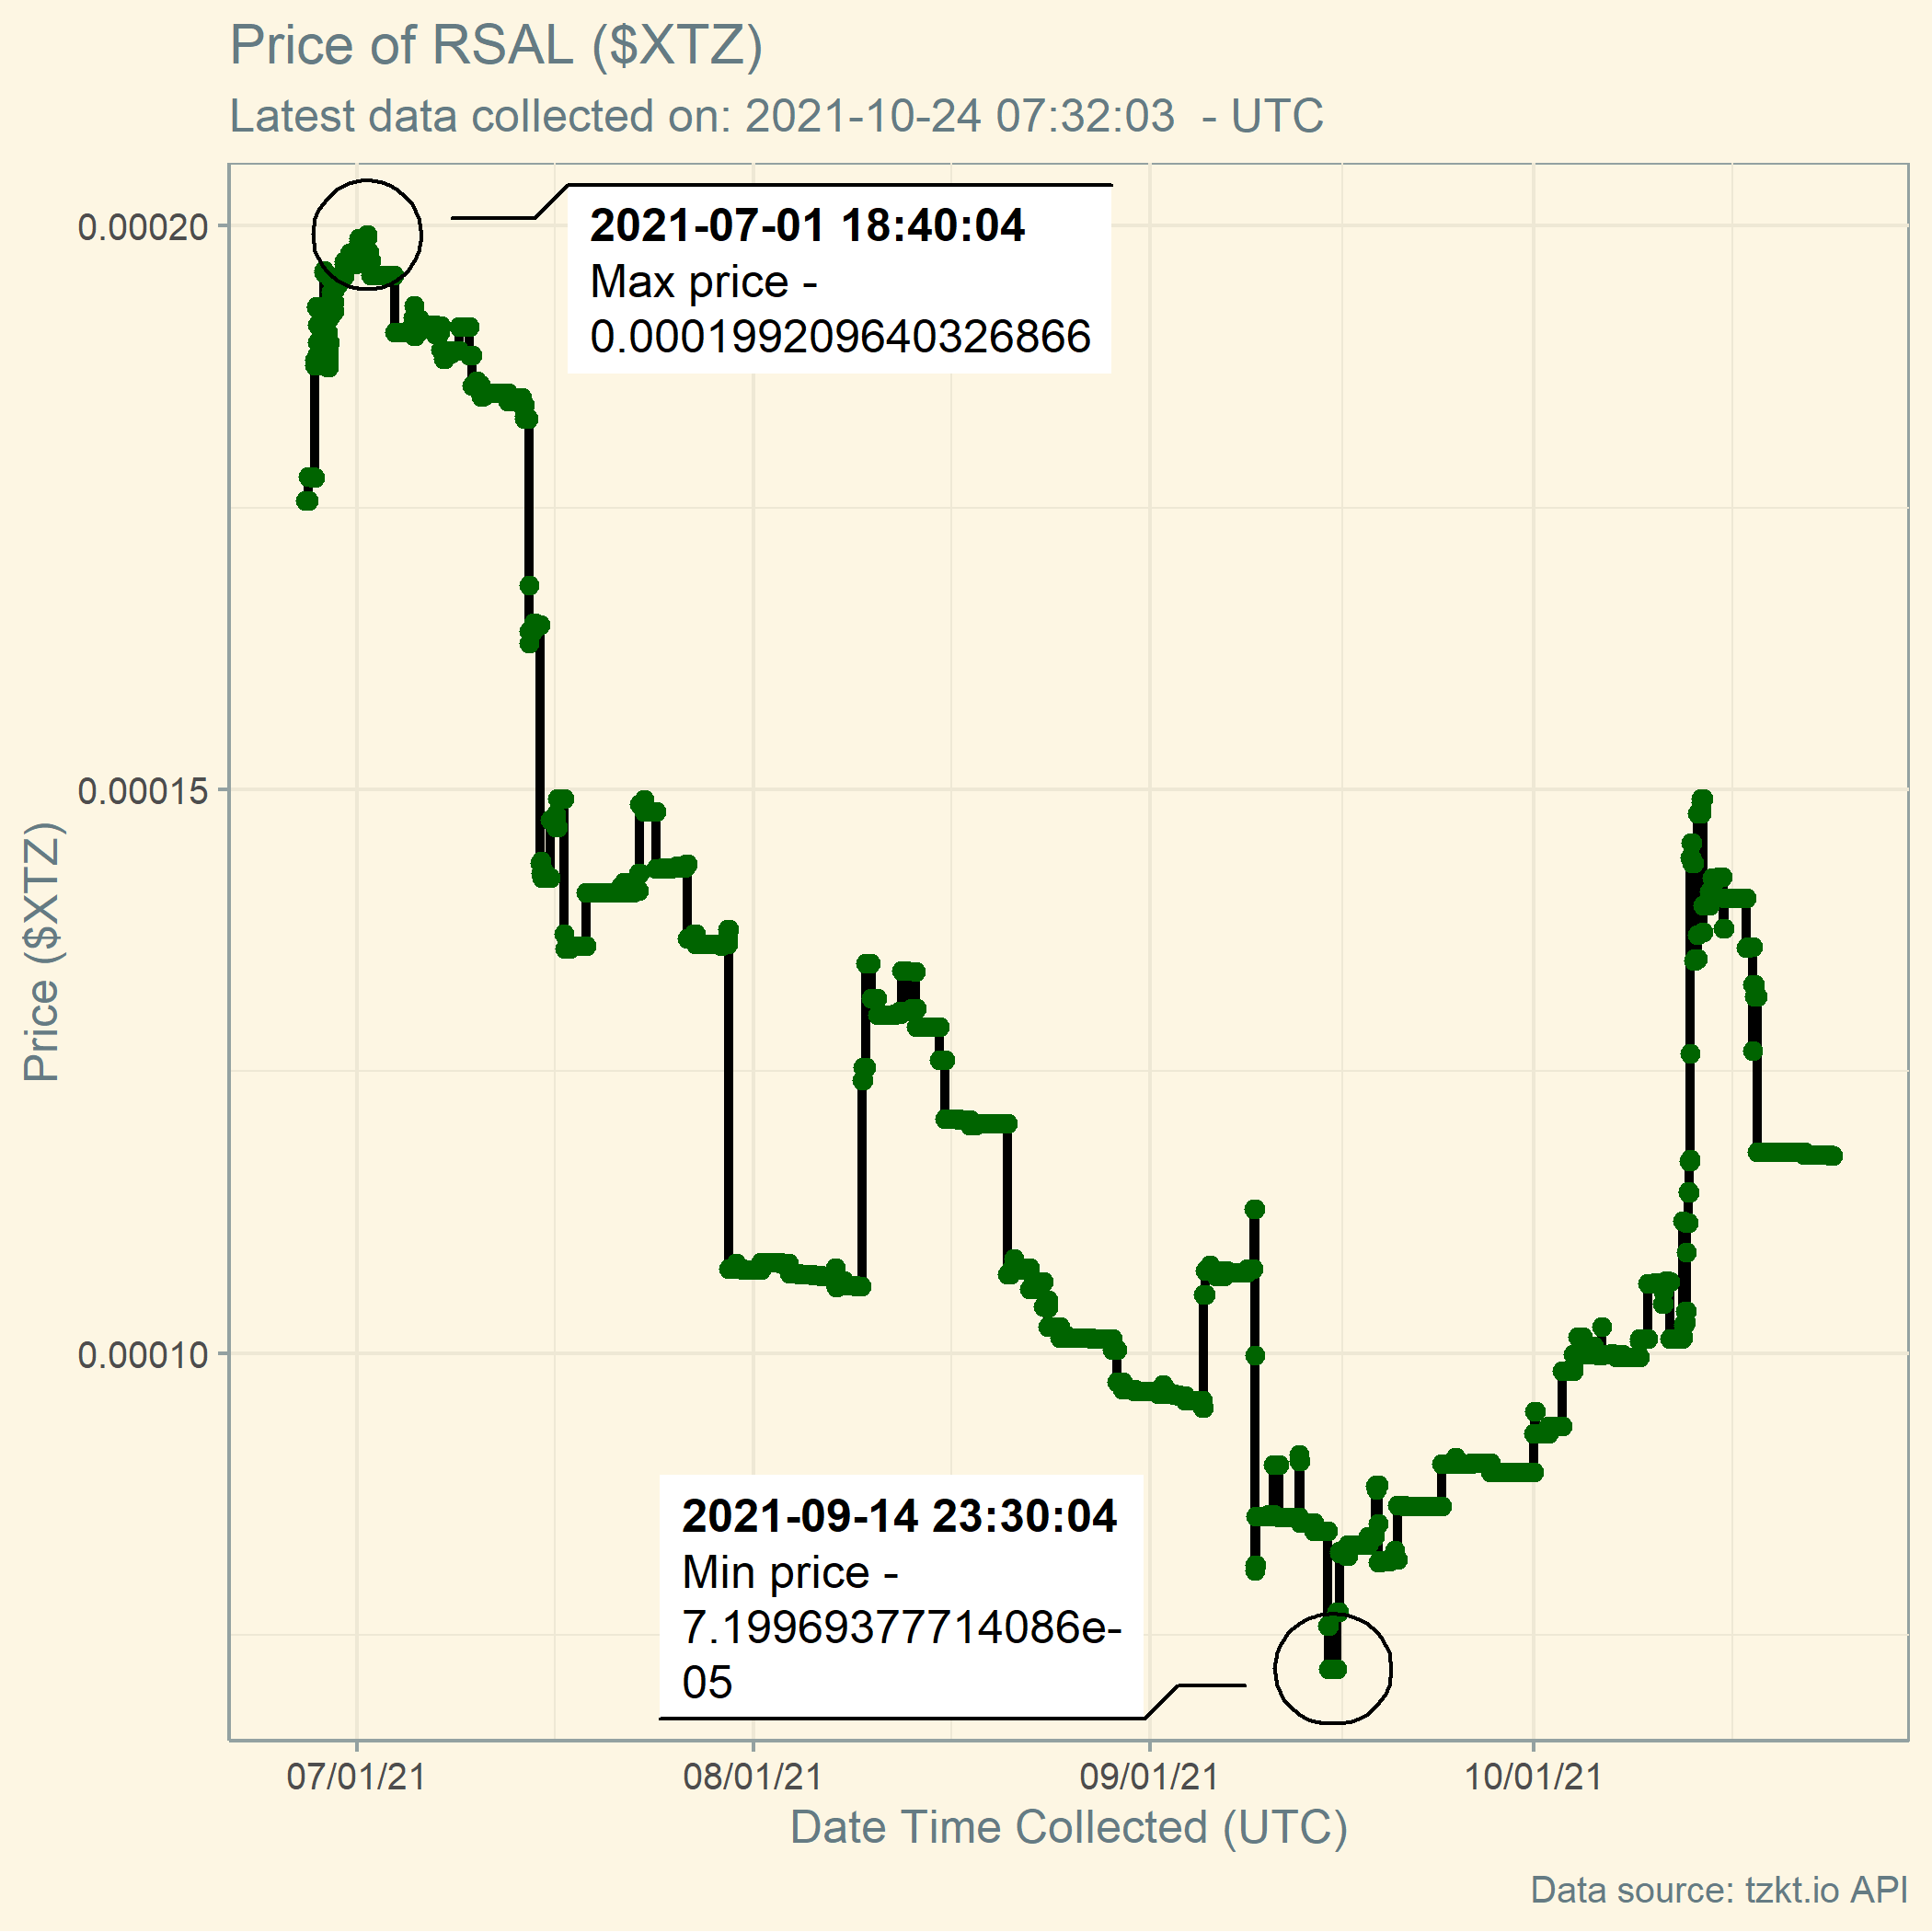 Price of RSAL ($XTZ)
Latest data collected on: 2021-10-24 07:32:03  - UTC
0.00020
2021-07-01 18:40:04
Max price -
0.000199209640326866
0.00015
Price ($XTZ)
0.00010
2021-09-14 23:30:04
Min price -
7.19969377714086e-
05
07/01/21
08/01/21
09/01/21
10/01/21
Date Time Collected (UTC)
Data source: tzkt.io API